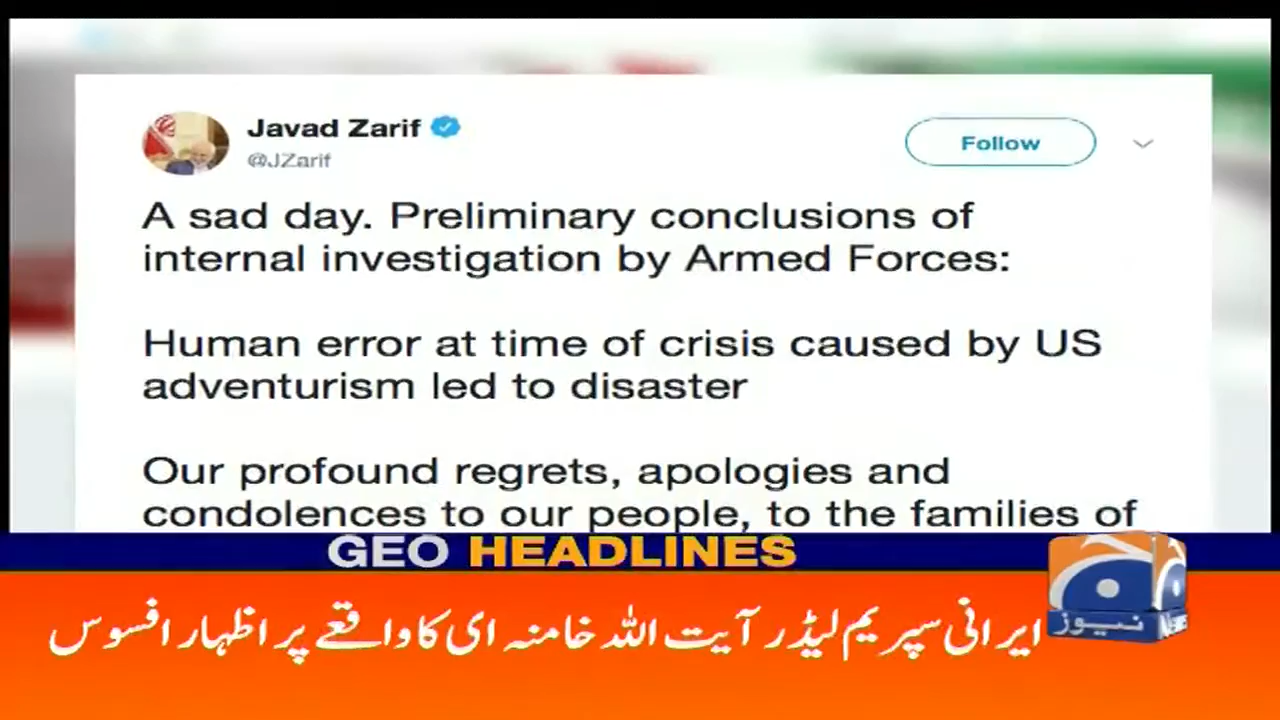 Javad Zarif
@JZarif
Follow
A sad day. Preliminary conclusions of
internal investigation by Armed Forces:
Human error at time of crisis caused by US
adventurism led to disaster
Our profound regrets, apologies and
condolences to our people, to the families of
GEO HEADLINES
ایرانی سپریم لیڈر آیت اللہ خامنہ ای کا واقعے پر اظہار افسوس
نیوز NEWS